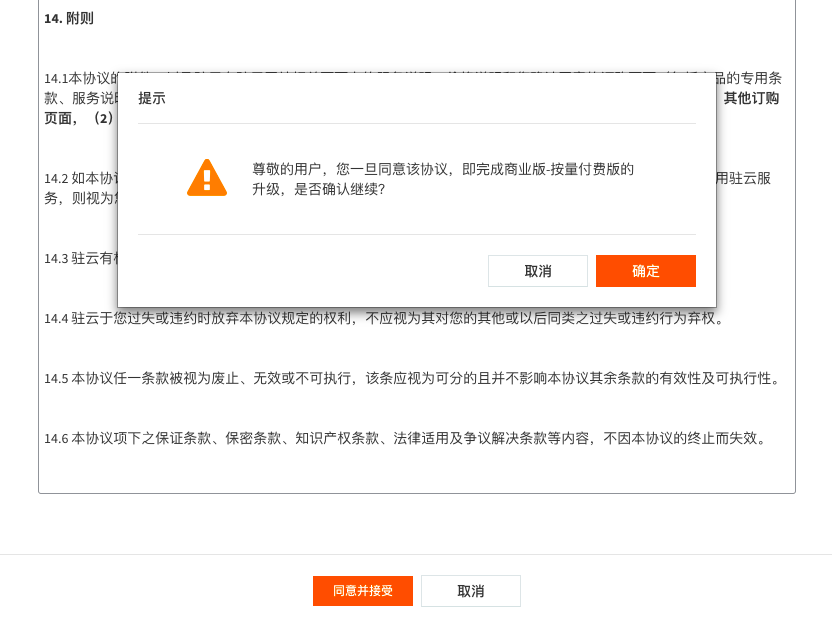 14. 附则
14.1本协议的
品的专用条
款、服务说明
其他订购
页面，（2）
提示
尊敬的用户，您一旦同意该协议，即完成商业版-按量付费版的
升级，是否确认继续？
取消
确定
14.2 如本协议
用驻云服
务，则视为您
14.3 驻云有权
14.4 驻云于您过失或违约时放弃本协议规定的权利，不应视为其对您的其他或以后同类之过失或违约行为弃权。
14.5 本协议任一条款被视为废止、无效或不可执行，该条应视为可分的且并不影响本协议其余条款的有效性及可执行性。
14.6 本协议项下之保证条款、保密条款、知识产权条款、法律适用及争议解决条款等内容，不因本协议的终止而失效。
同意并接受
取消